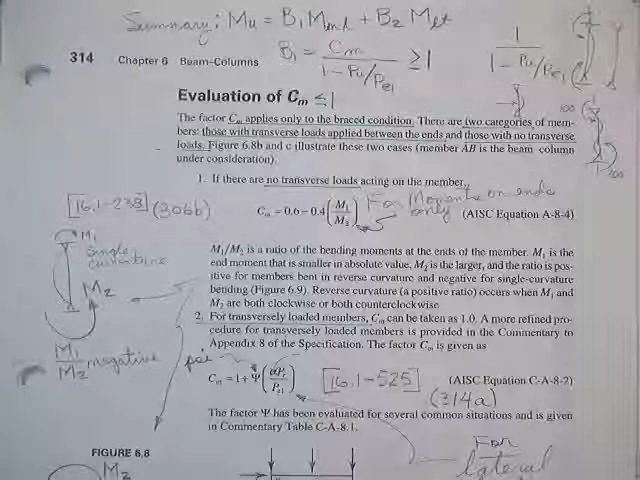 Summary: Mu = B1 Mnt + B2 Mlt
B1 = Cm / (1 - Pu/Pe1) ≥ 1
1 / (1 - Pu/Pe1)
314 Chapter 6 Beam-Columns
Evaluation of Cm ≤ 1
100
The factor Cm applies only to the braced condition. There are two categories of mem-
bers: those with transverse loads applied between the ends and those with no transverse
loads. Figure 6.8b and c illustrate these two cases (member AB is the beam-column
under consideration).
100
1. If there are no transverse loads acting on the member,
[16.1-238] (306b)
For Moments on ends
only
Cm = 0.6 – 0.4(M1/M2) (AISC Equation A-8-4)
M1
single
curvature
M2
M1/M2 negative
M1/M2 is a ratio of the bending moments at the ends of the member. M1 is the
end moment that is smaller in absolute value, M2 is the larger, and the ratio is pos-
itive for members bent in reverse curvature and negative for single-curvature
bending (Figure 6.9). Reverse curvature (a positive ratio) occurs when M1 and
M2 are both clockwise or both counterclockwise.
2. For transversely loaded members, Cm can be taken as 1.0. A more refined pro-
cedure for transversely loaded members is provided in the Commentary to
Appendix 8 of the Specification. The factor Cm is given as
psi
Cm = 1 + Ψ(αPr/Pe1) [16.1-525] (AISC Equation C-A-8-2)
(314a)
The factor Ψ has been evaluated for several common situations and is given
in Commentary Table C-A-8.1.
For
lateral
FIGURE 6.8
M2